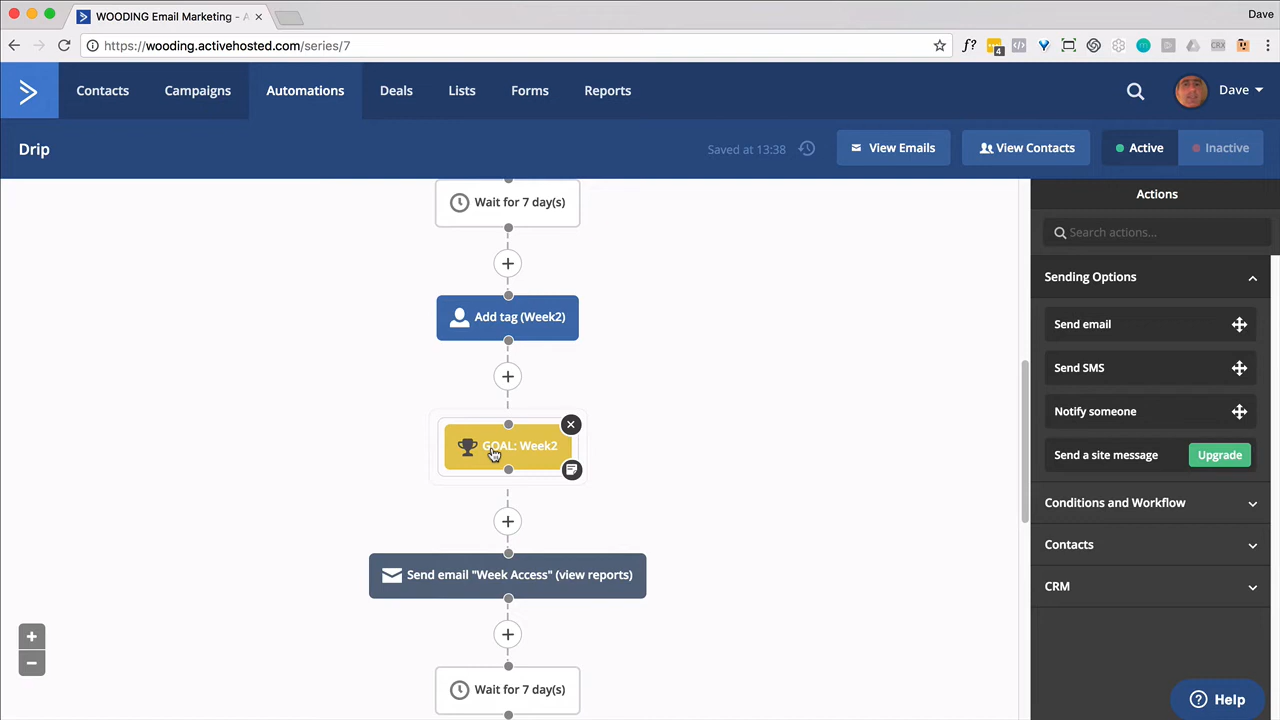 WOODING Email Marketing - A
Dave
https://wooding.activehosted.com/series/7
f?
4
CRX
Contacts
Campaigns
Automations
Deals
Lists
Forms
Reports
Dave
Drip
Saved at 13:38
View Emails
View Contacts
Active
Inactive
Wait for 7 day(s)
Add tag (Week2)
GOAL: Week2
Send email "Week Access" (view reports)
Wait for 7 day(s)
Actions
Search actions...
Sending Options
Send email
Send SMS
Notify someone
Send a site message
Upgrade
Conditions and Workflow
Contacts
CRM
Help